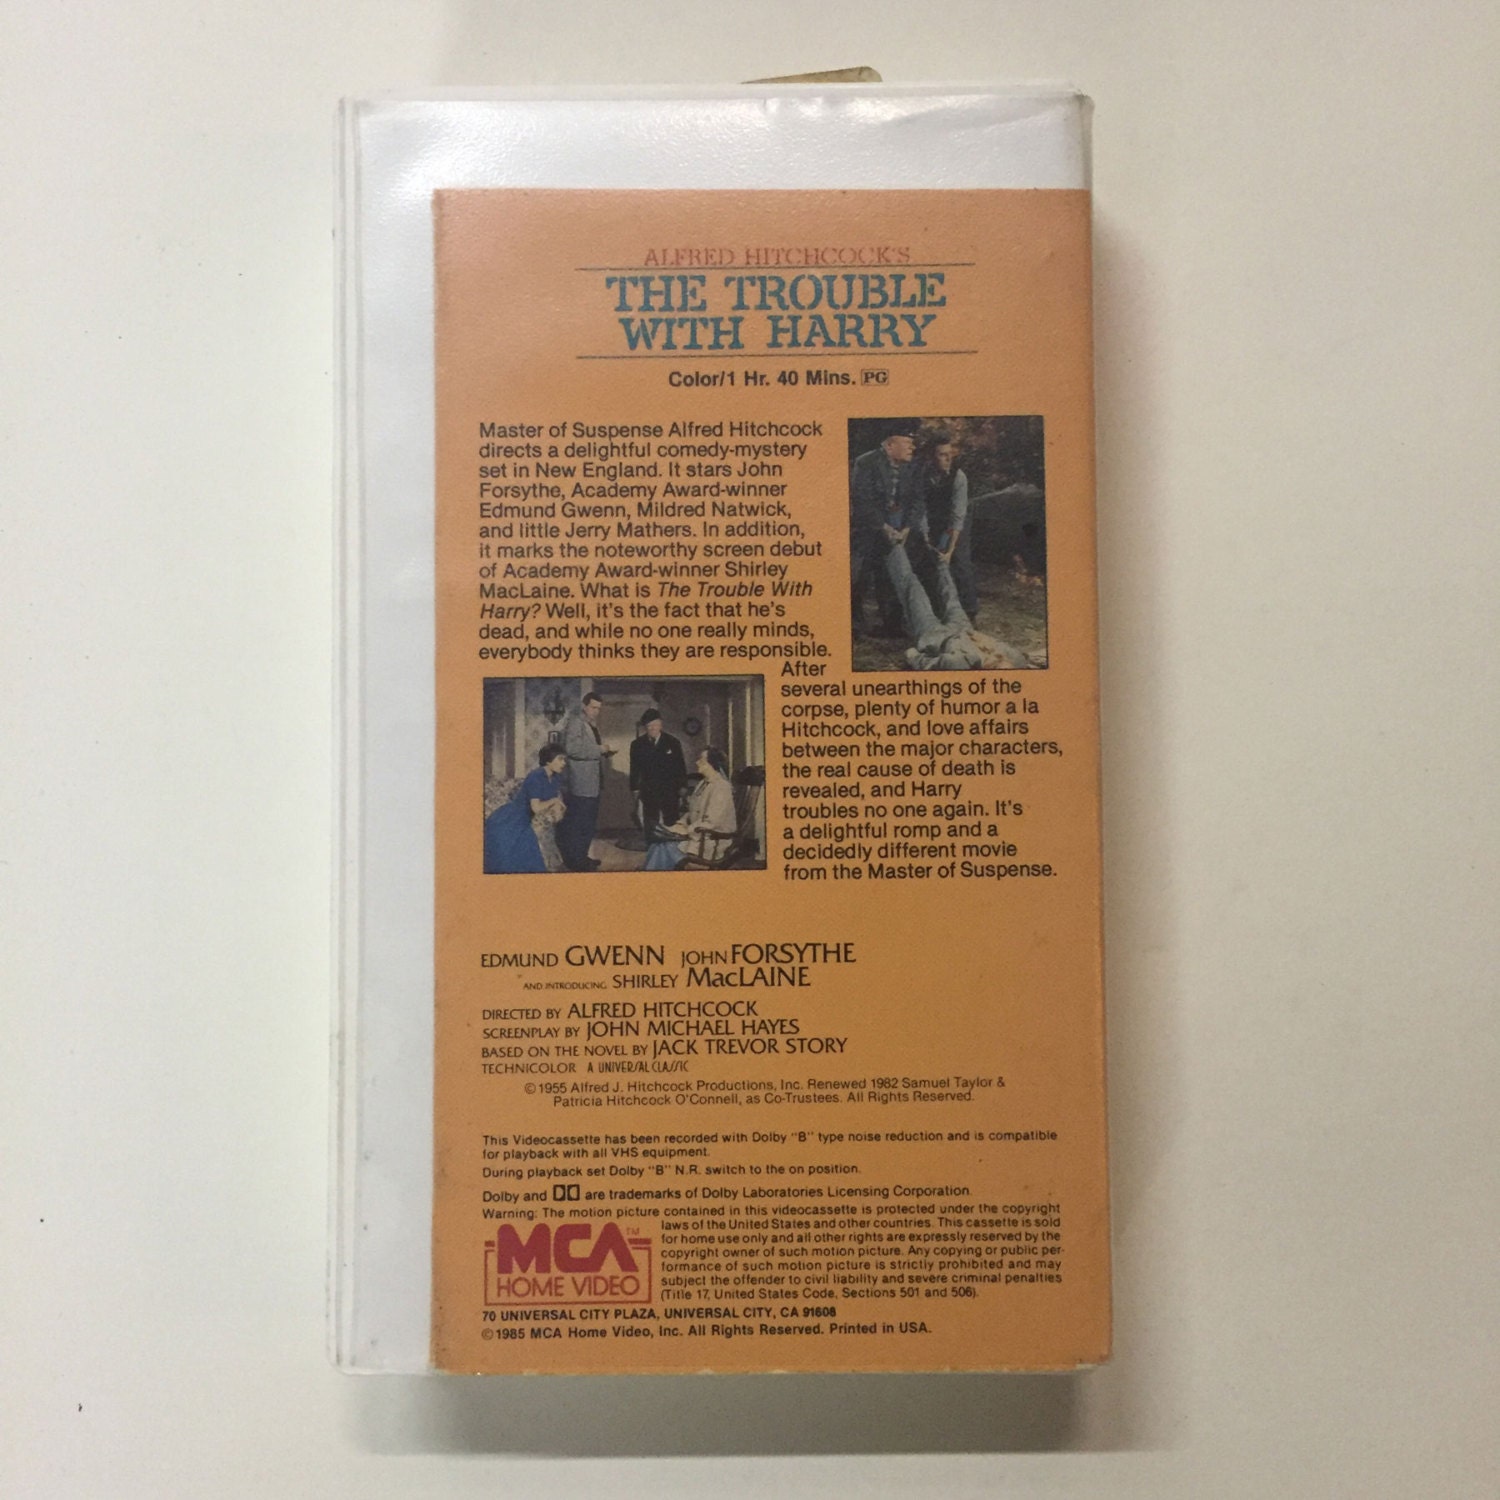 ALFRED HITCHCOCK'S
THE TROUBLE
WITH HARRY
Color/1 Hr. 40 Mins. PG
Master of Suspense Alfred Hitchcock
directs a delightful comedy-mystery
set in New England. It stars John
Forsythe, Academy Award-winner
Edmund Gwenn, Mildred Natwick,
and little Jerry Mathers. In addition,
it marks the noteworthy screen debut
of Academy Award-winner Shirley
MacLaine. What is The Trouble With
Harry? Well, it's the fact that he's
dead, and while no one really minds,
everybody thinks they are responsible.
After
several unearthings of the
corpse, plenty of humor a la
Hitchcock, and love affairs
between the major characters,
the real cause of death is
revealed, and Harry
troubles no one again. It's
a delightful romp and a
decidedly different movie
from the Master of Suspense.
EDMUND GWENN JOHN FORSYTHE
AND INTRODUCING SHIRLEY MacLAINE
DIRECTED BY ALFRED HITCHCOCK
SCREENPLAY BY JOHN MICHAEL HAYES
BASED ON THE NOVEL BY JACK TREVOR STORY
TECHNICOLOR A UNIVERSAL CLASSIC
©1955 Alfred J. Hitchcock Productions, Inc. Renewed 1982 Samuel Taylor &
Patricia Hitchcock O'Connell, as Co-Trustees. All Rights Reserved.
This Videocassette has been recorded with Dolby "B" type noise reduction and is compatible
for playback with all VHS equipment.
During playback set Dolby "B" N.R. switch to the on position.
Dolby and are trademarks of Dolby Laboratories Licensing Corporation.
Warning: The motion picture contained in this videocassette is protected under the copyright
laws of the United States and other countries. This cassette is sold
for home use only and all other rights are expressly reserved by the
copyright owner of such motion picture. Any copying or public per-
formance of such motion picture is strictly prohibited and may
subject the offender to civil liability and severe criminal penalties
(Title 17, United States Code, Sections 501 and 506).
MCA TM
HOME VIDEO
70 UNIVERSAL CITY PLAZA, UNIVERSAL CITY, CA 91608
©1985 MCA Home Video, Inc. All Rights Reserved. Printed in USA.